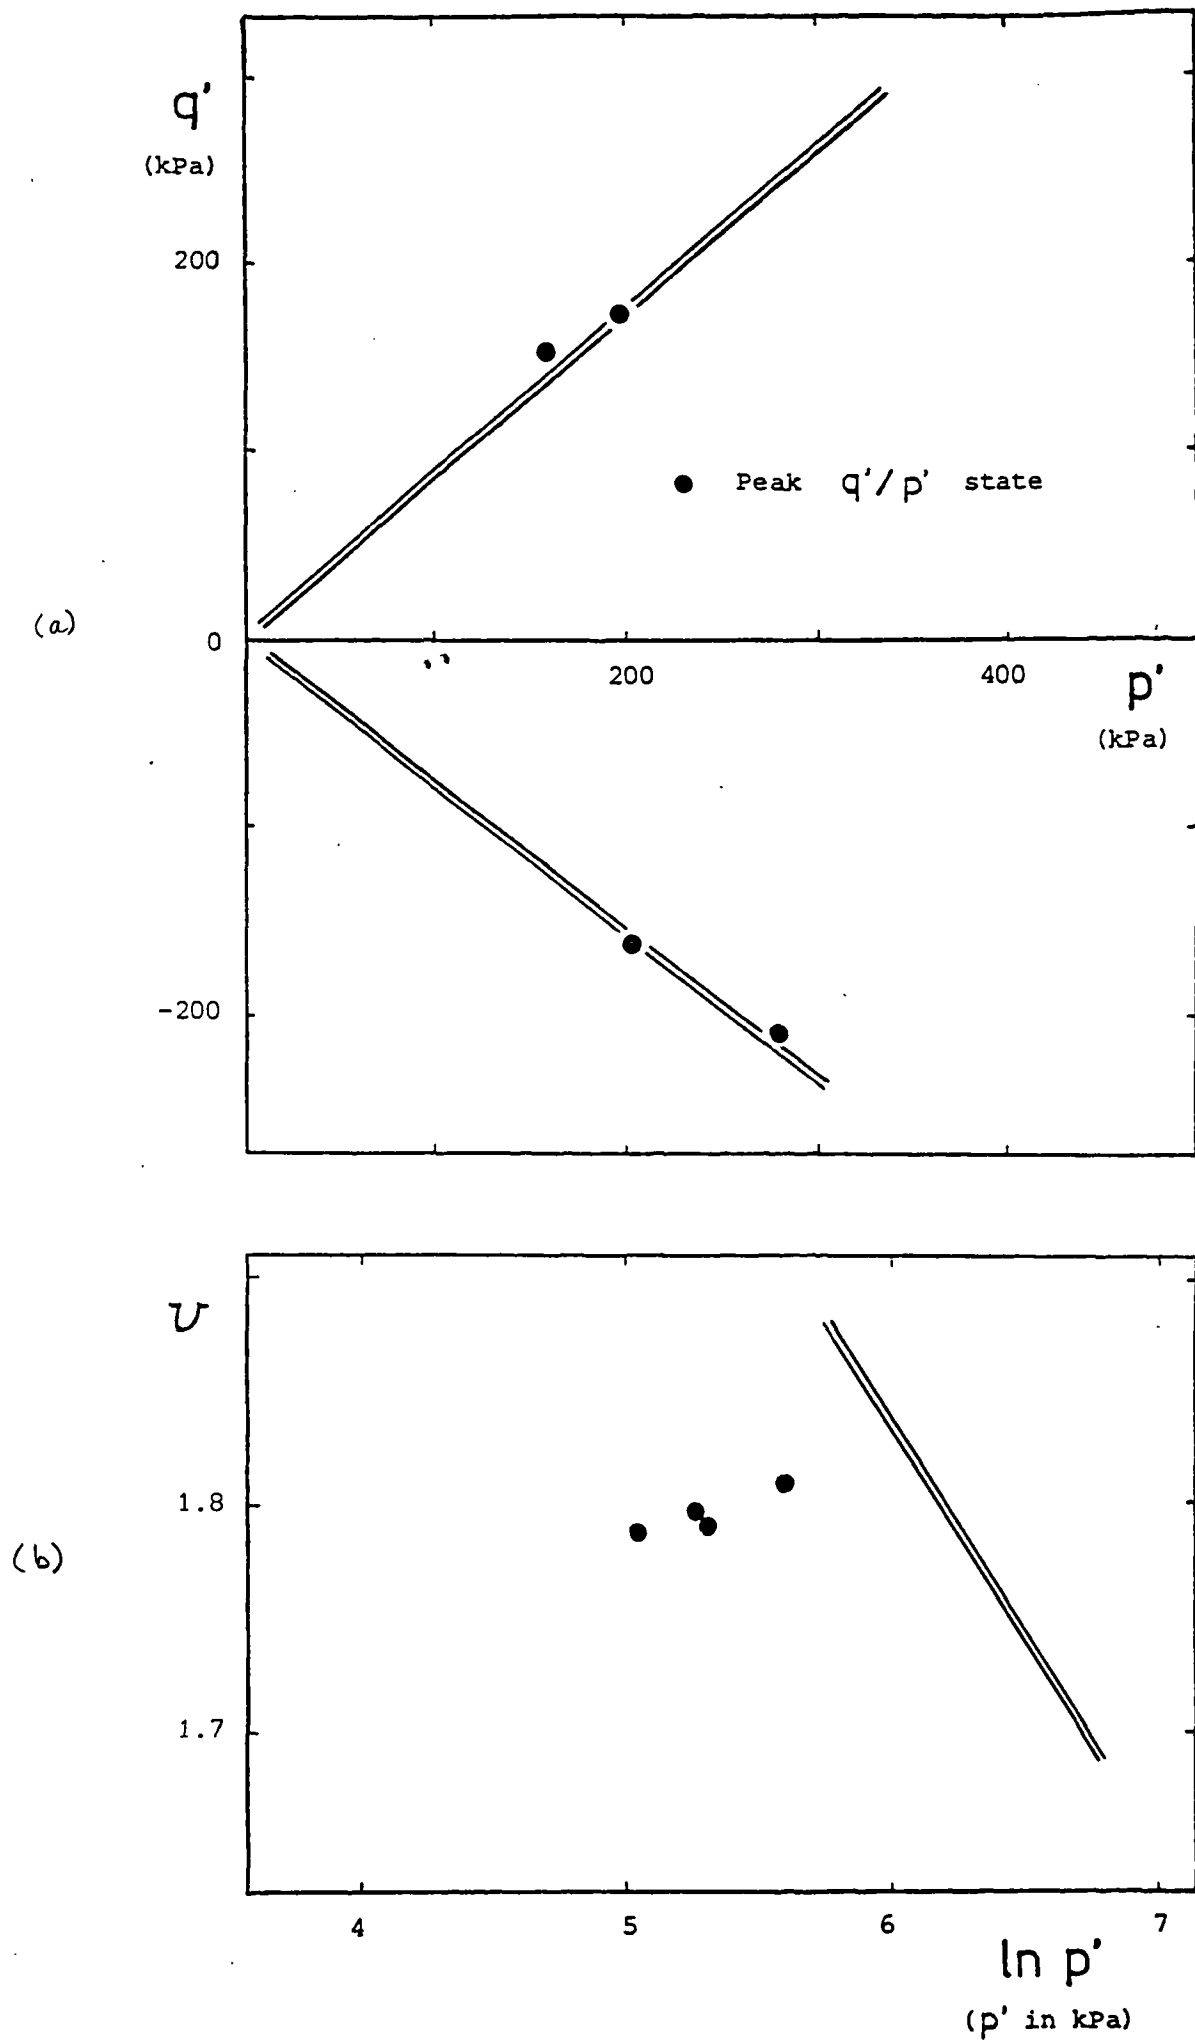 q'
(kPa)
200
● Peak q'/p' state
(a)
0
200
400
p'
(kPa)
-200
υ
1.8
(b)
1.7
4
5
6
7
ln p'
(p' in kPa)